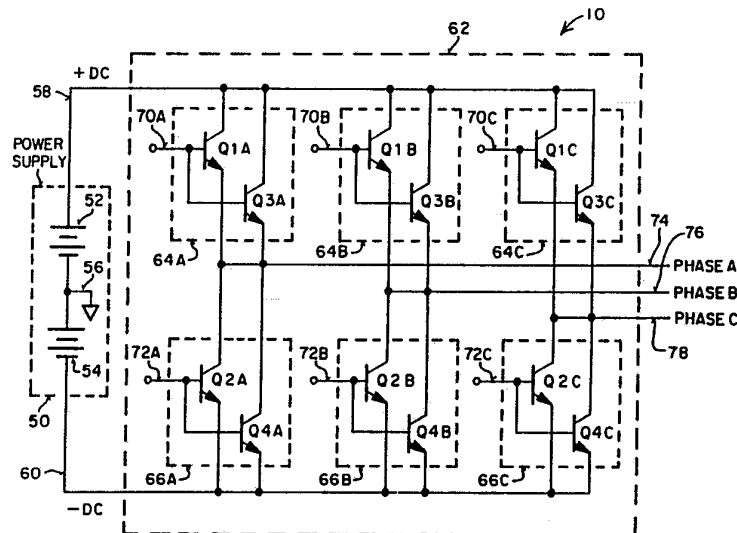 62
10
+DC
58
70A
70B
70C
POWER
SUPPLY
Q1A
Q1B
Q1C
52
Q3A
Q3B
Q3C
74
76
56
64A
64B
64C
PHASE A
PHASE B
PHASE C
54
72A
72B
72C
78
Q2A
Q2B
Q2C
50
Q4A
Q4B
Q4C
60
66A
66B
66C
-DC